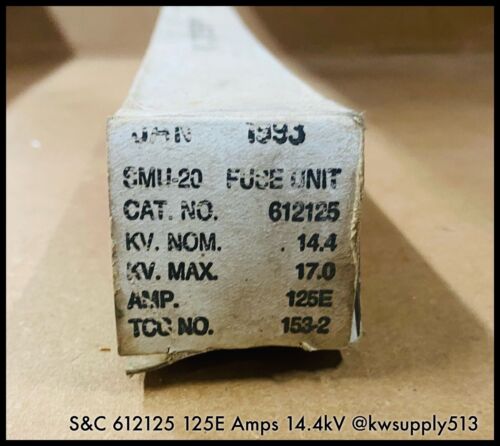 JAN 1993
SMU-20 FUSE UNIT
CAT. NO. 612125
KV. NOM. 14.4
KV. MAX. 17.0
AMP. 125E
TCC NO. 153-2
S&C 612125 125E Amps 14.4kV @kwsupply513